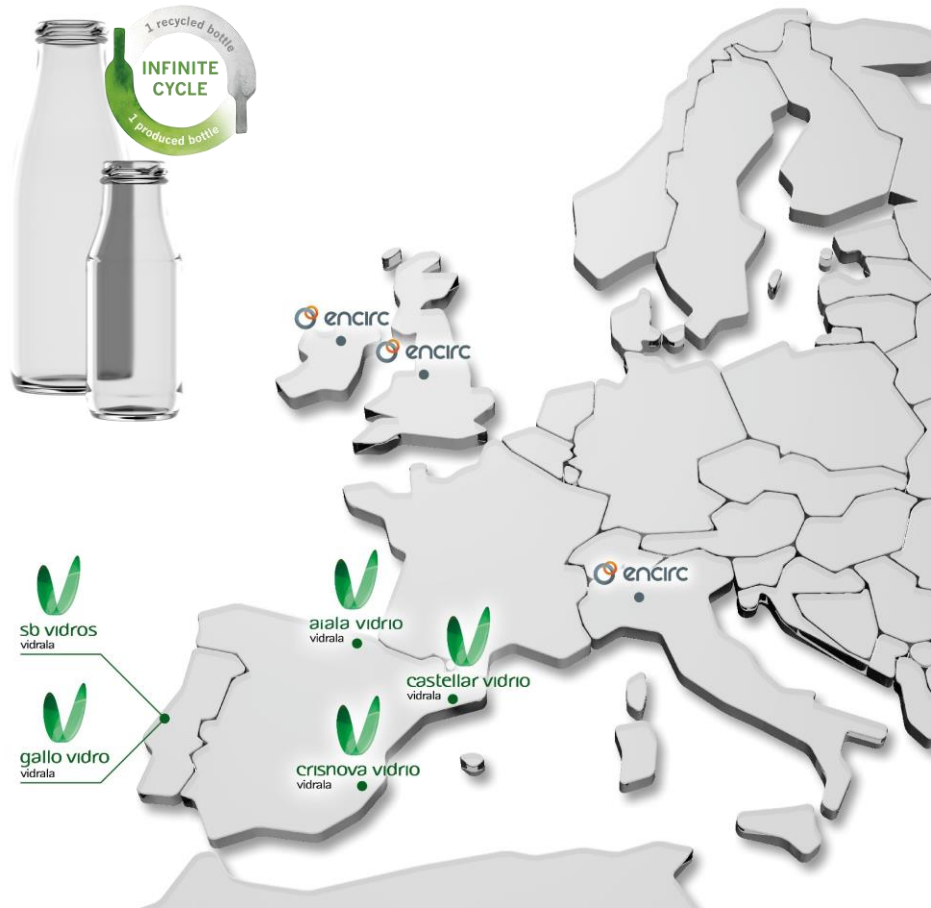 1 recycled bottle
INFINITE
CYCLE
1 produced bottle
encirc
encirc
encirc
sb vidros
vidrala
aiala vidrio
vidrala
castellar vidrio
vidrala
gallo vidro
vidrala
crisnova vidrio
vidrala